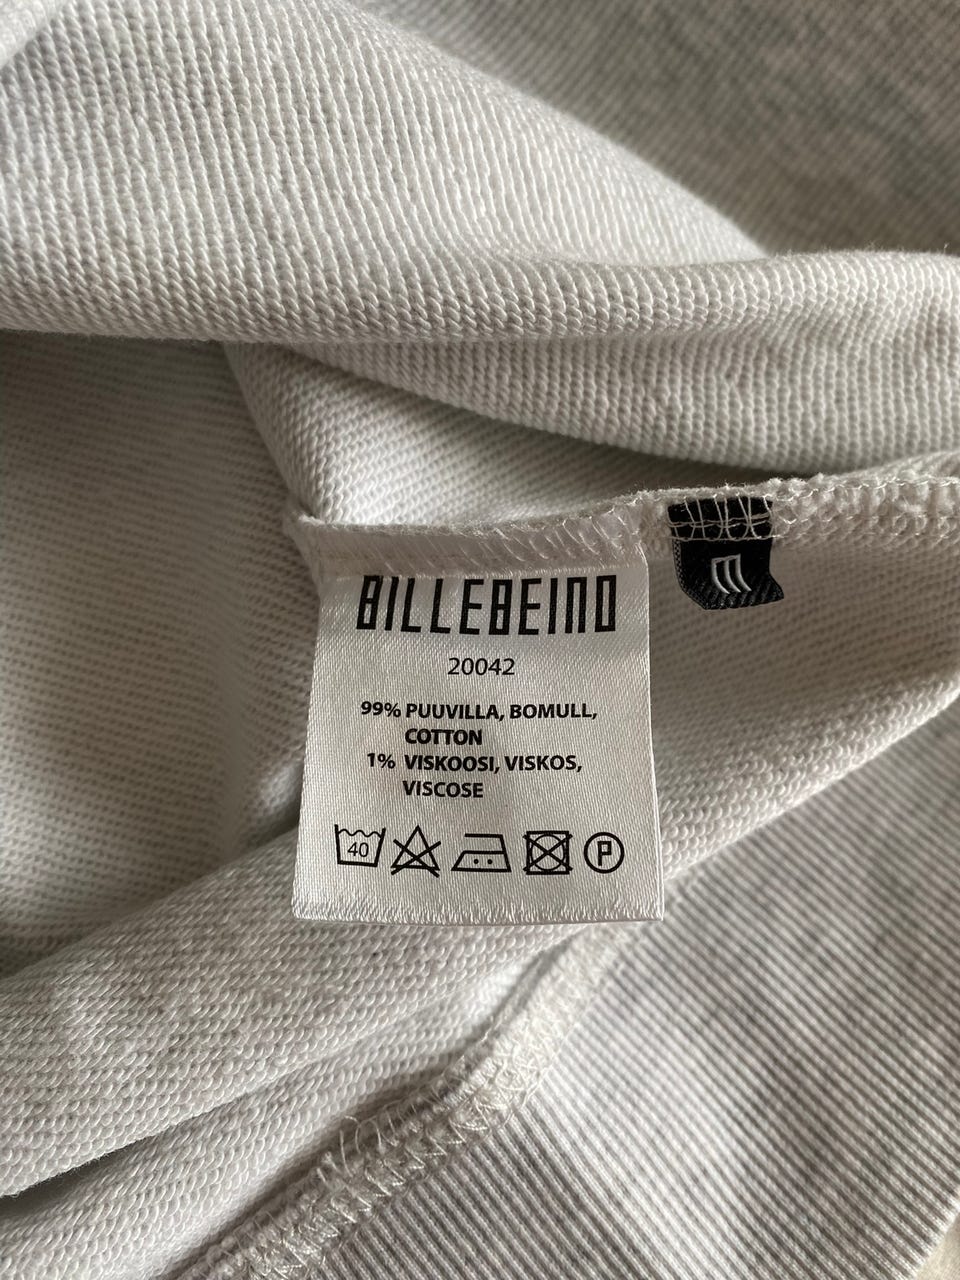 BILLEBEINO
20042
99% PUUVILLA, BOMULL,
COTTON
1% VISKOOSI, VISKOS,
VISCOSE
40 P